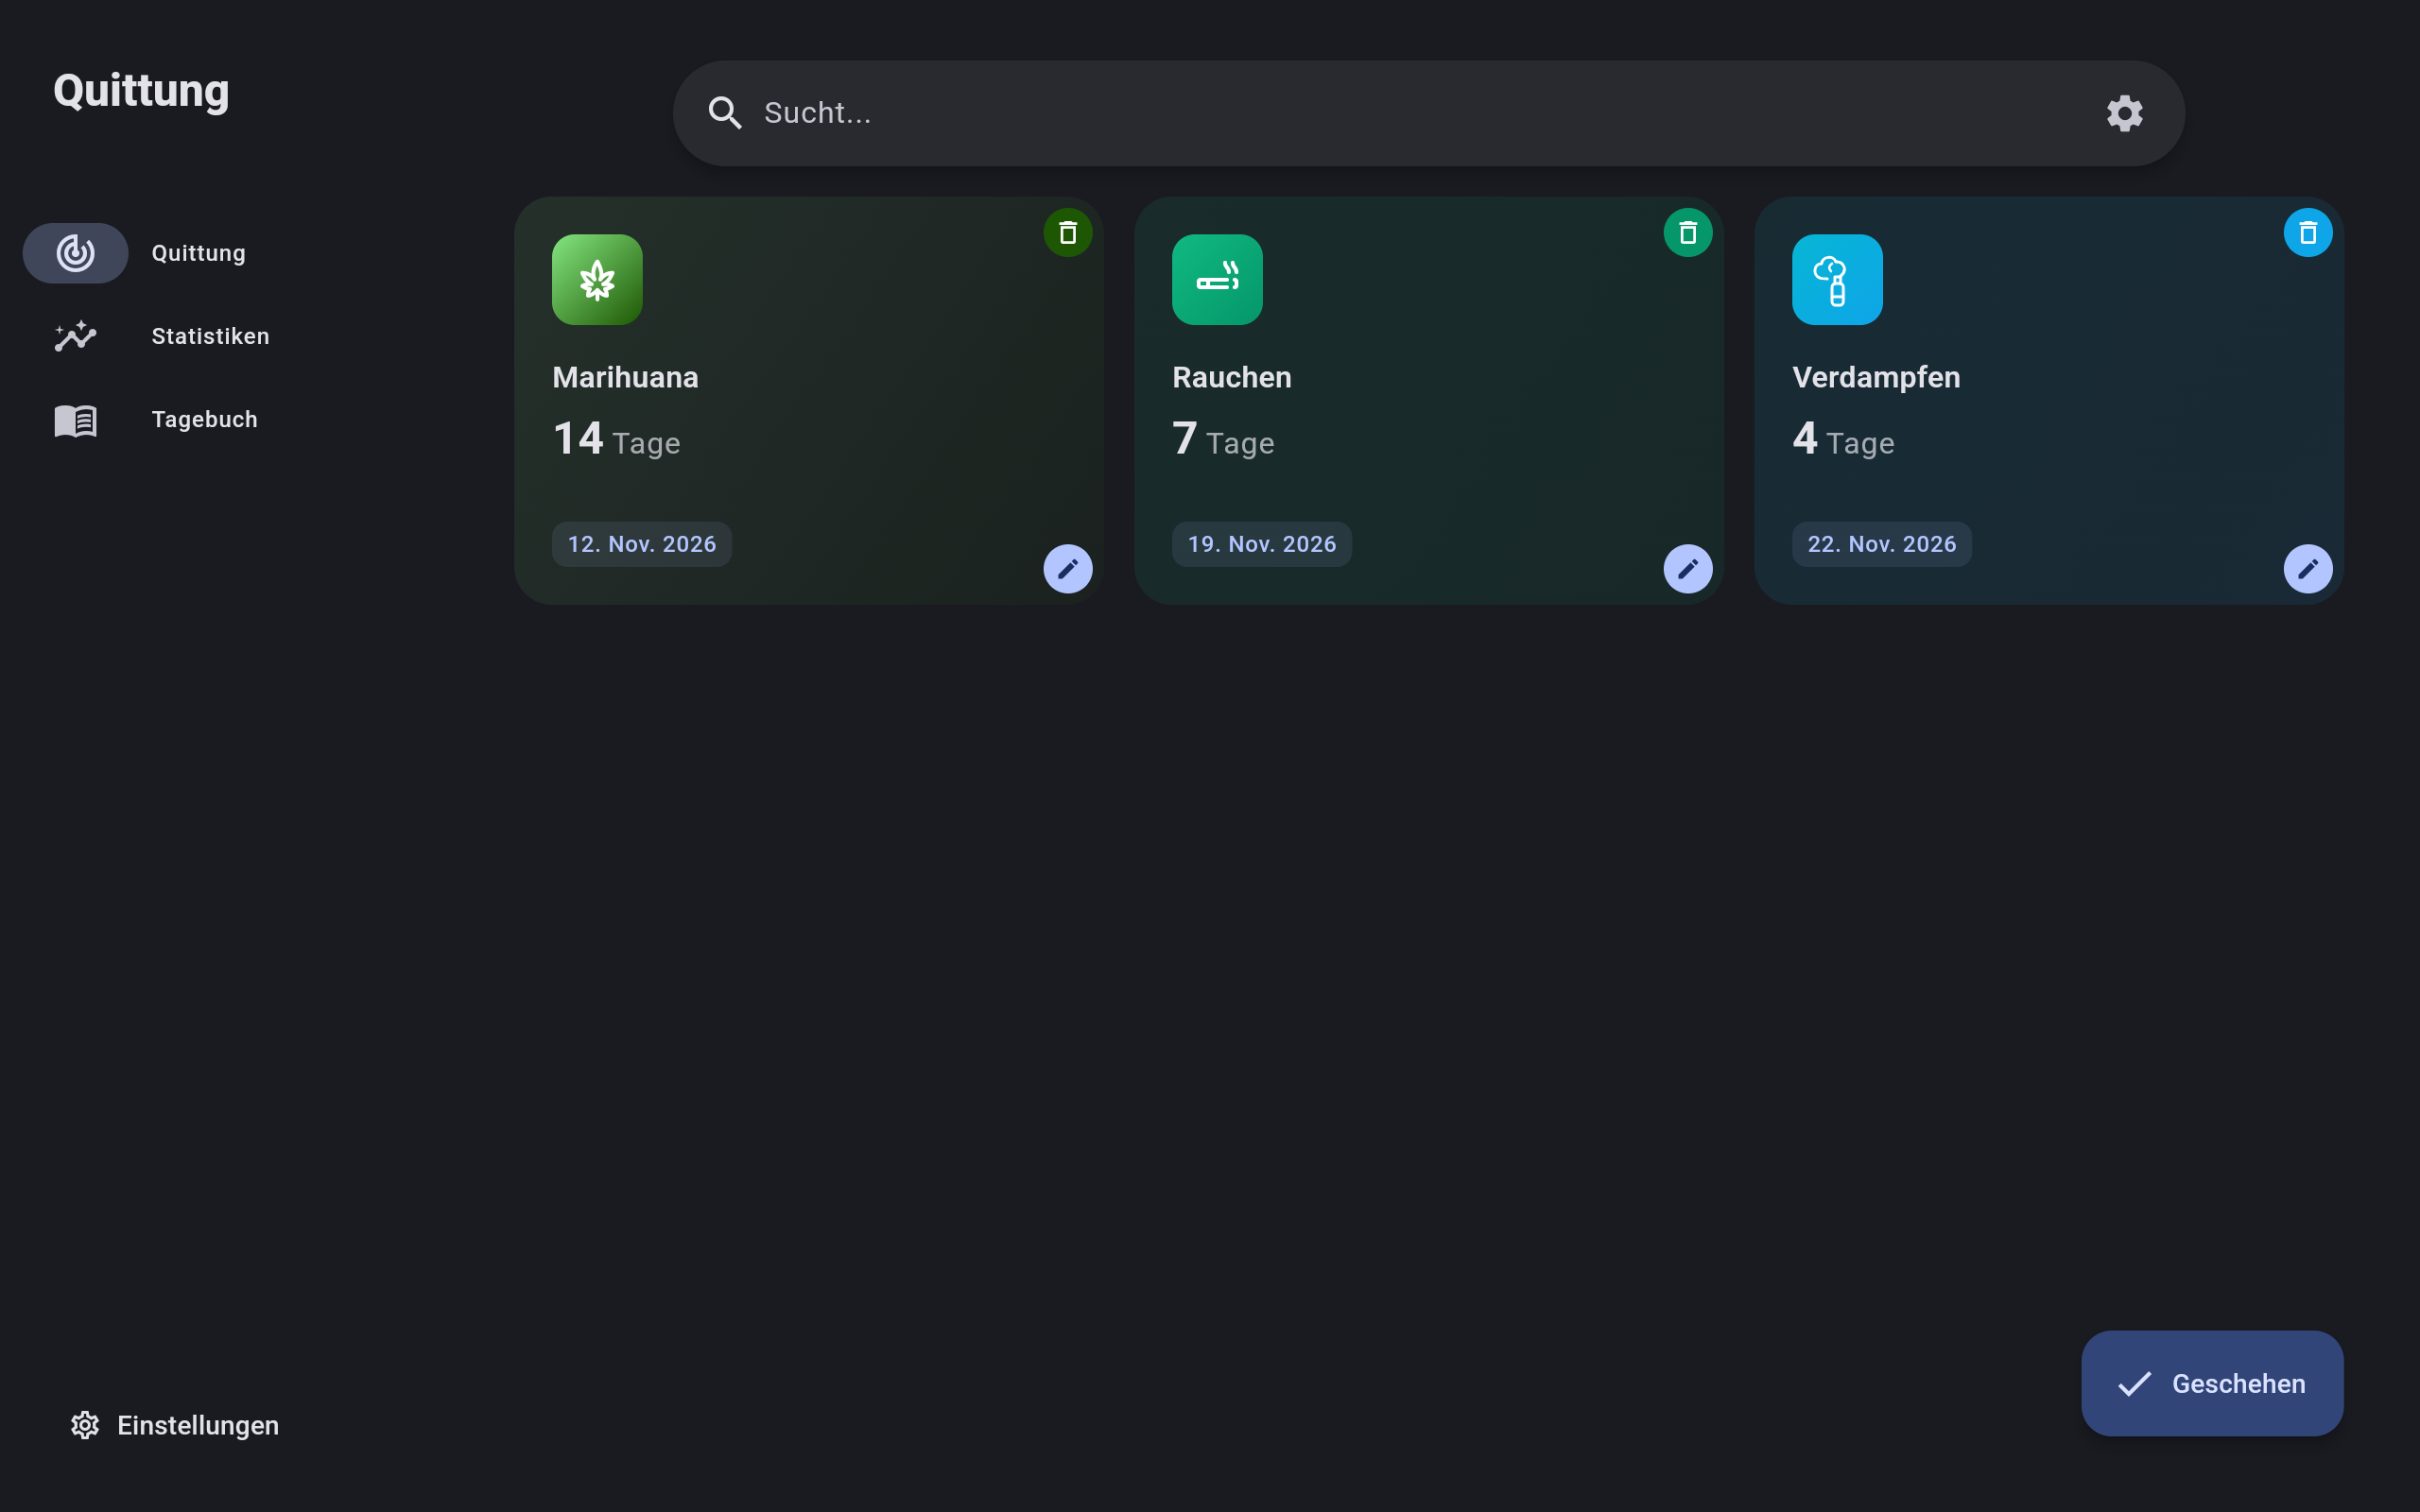 Quittung
Sucht...
Quittung
Statistiken
Tagebuch
Marihuana
14 Tage
12. Nov. 2026
Rauchen
7 Tage
19. Nov. 2026
Verdampfen
4 Tage
22. Nov. 2026
Geschehen
Einstellungen